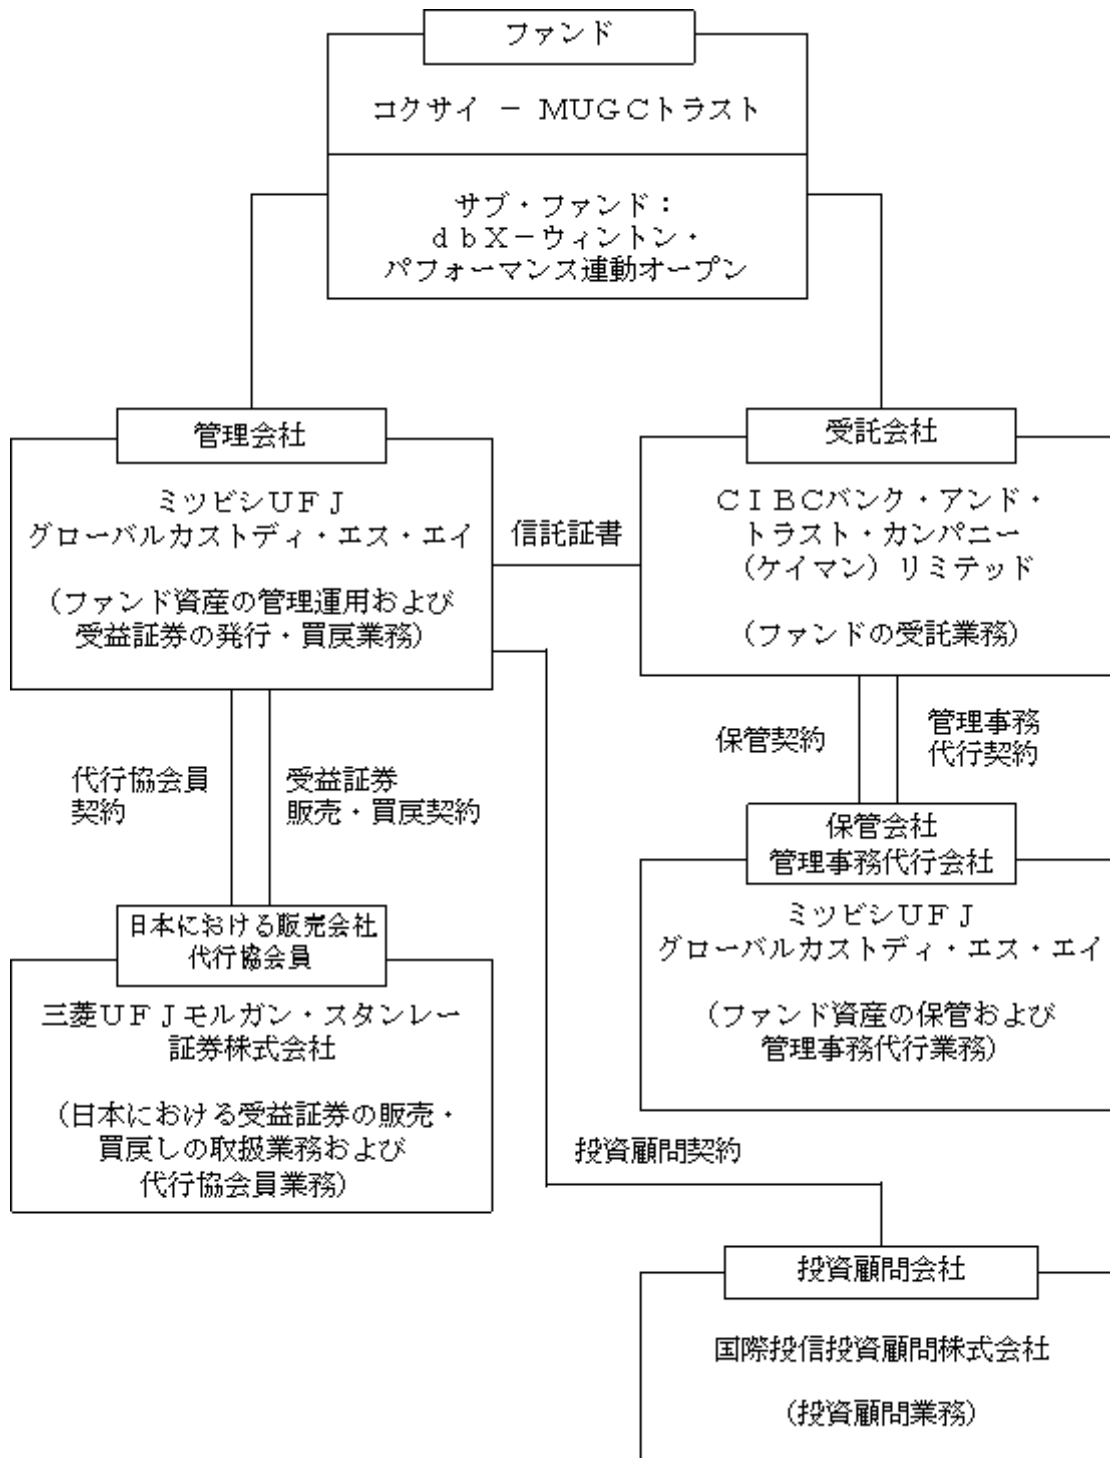 ファンド
コクサイ － ＭＵＧＣトラスト
サブ・ファンド：
ｄｂＸ－ウィントン・
パフォーマンス連動オープン
管理会社
ミツビシＵＦＪ
グローバルカストディ・エス・エイ
（ファンド資産の管理運用および
受益証券の発行・買戻業務）
信託証書
受託会社
ＣＩＢＣバンク・アンド・
トラスト・カンパニー
（ケイマン）リミテッド
（ファンドの受託業務）
代行協会員
契約
受益証券
販売・買戻契約
保管契約
管理事務
代行契約
日本における販売会社
代行協会員
三菱ＵＦＪモルガン・スタンレー
証券株式会社
（日本における受益証券の販売・
買戻しの取扱業務および
代行協会員業務）
保管会社
管理事務代行会社
ミツビシＵＦＪ
グローバルカストディ・エス・エイ
（ファンド資産の保管および
管理事務代行業務）
投資顧問契約
投資顧問会社
国際投信投資顧問株式会社
（投資顧問業務）